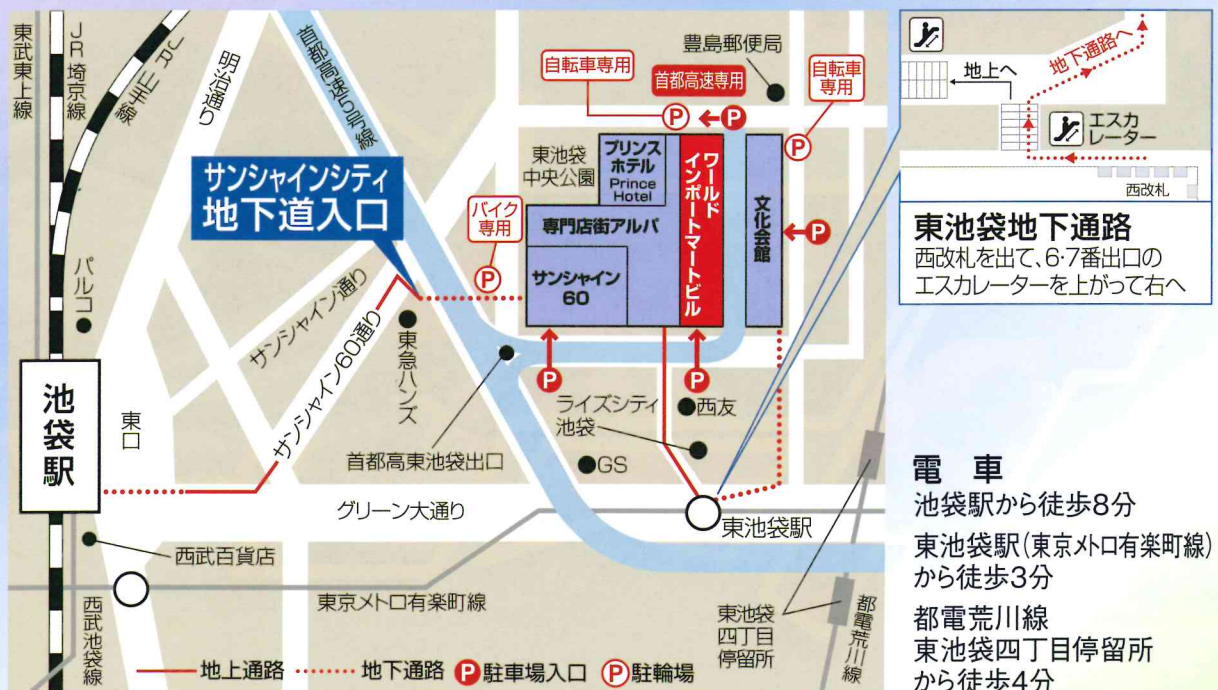 東武東上線
JR埼京線
JR山手線
明治通り
首都高速5号線
豊島郵便局
自転車専用
首都高速専用
自転車
専用
P
P
P
サンシャインシティ
地下道入口
東池袋
中央公園
プリンス
ホテル
Prince
Hotel
ワールド
インポートマートビル
文化会館
P
バイク
専用
P
専門店街アルパ
サンシャイン
60
パルコ
サンシャイン通り
サンシャイン60通り
東急ハンズ
P
P
池袋駅
東口
ライズシティ
池袋
西友
首都高東池袋出口
GS
グリーン大通り
東池袋駅
西武百貨店
東京メトロ有楽町線
西武池袋線
東池袋
四丁目
停留所
都電荒川線
地上通路
地下通路
P駐車場入口
P駐輪場
地上へ
地下通路へ
エスカ
レーター
西改札
東池袋地下通路
西改札を出て、6・7番出口の
エスカレーターを上がって右へ
電 車
池袋駅から徒歩8分
東池袋駅(東京メトロ有楽町線)
から徒歩3分
都電荒川線
東池袋四丁目停留所
から徒歩4分